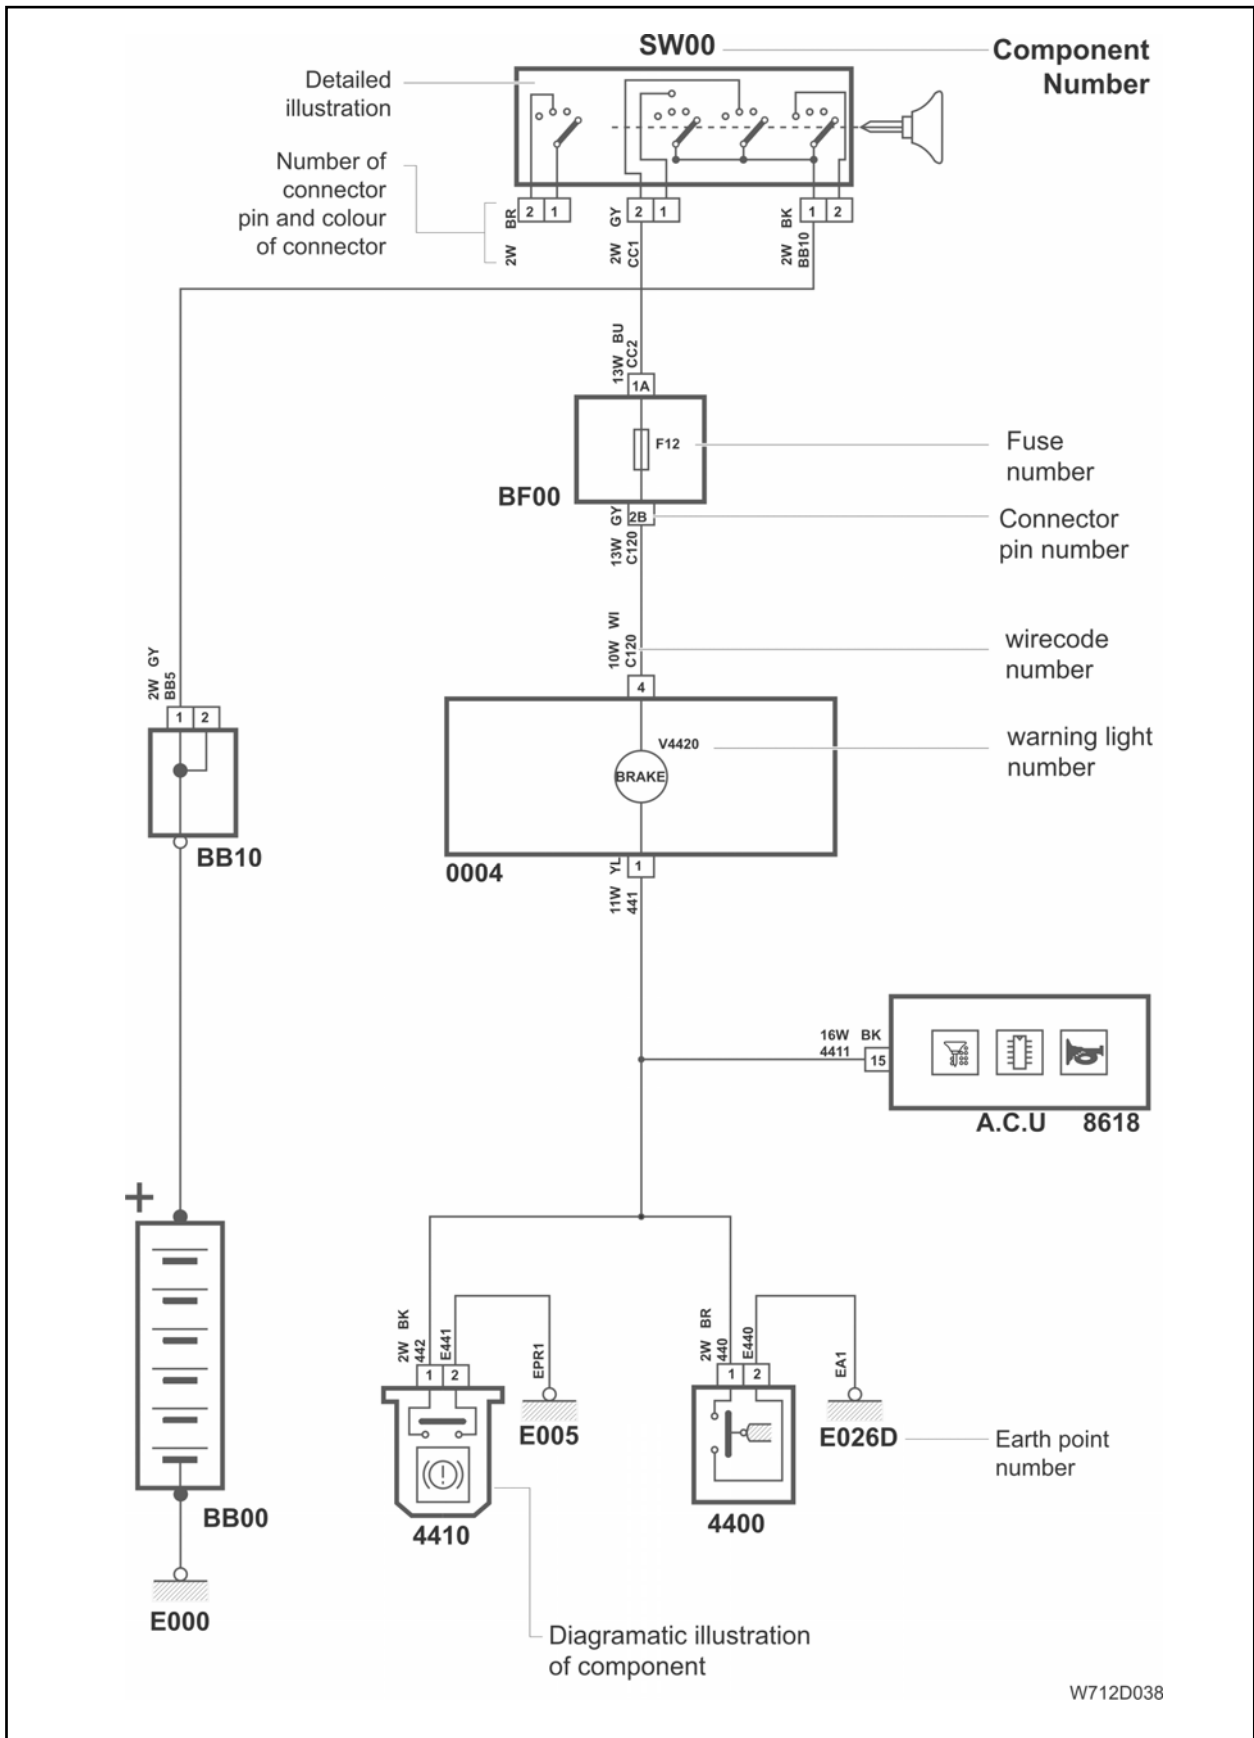 SW00
Component
Number
Detailed
illustration
Number of
connector
pin and colour
of connector
2W BR
2 1
2W GY
CC1
2 1
2W BK
BB10
1 2
13W BU
CC2
1A
F12
Fuse
number
BF00
13W GY
C120
2B
Connector
pin number
10W WI
C120
wirecode
number
4
2W GY
BB5
1 2
V4420
warning light
number
BRAKE
BB10
0004
11W YL
441
1
16W BK
4411
15
A.C.U 8618
+
2W BK
442
E441
1 2
EPR1
E005
2W BR
440
E440
1 2
EA1
E026D
Earth point
number
BB00
4410
4400
E000
Diagramatic illustration
of component
W712D038